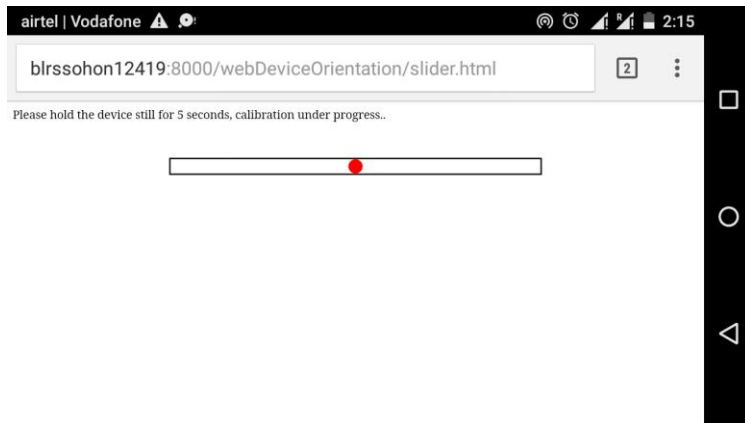 airtel | Vodafone
R
2:15
blrssohon12419:8000/webDeviceOrientation/slider.html
2
Please hold the device still for 5 seconds, calibration under progress..